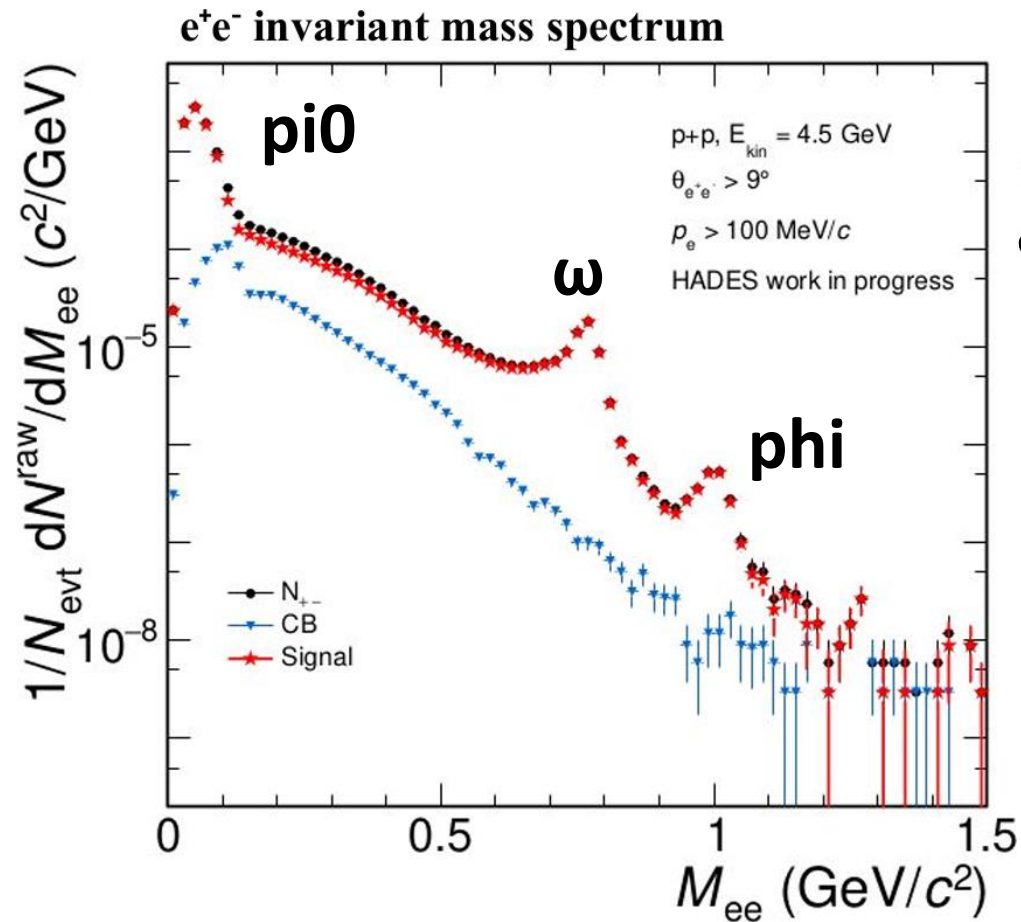 e⁺e⁻ invariant mass spectrum
1/N_evt dN^raw/dM_ee (c²/GeV)
pi0
p+p, E_kin = 4.5 GeV
θ_e⁺e⁻ > 9°
p_e > 100 MeV/c
HADES work in progress
ω
10⁻⁵
phi
N₊₋
CB
Signal
10⁻⁸
0 0.5 1 1.5
M_ee (GeV/c²)